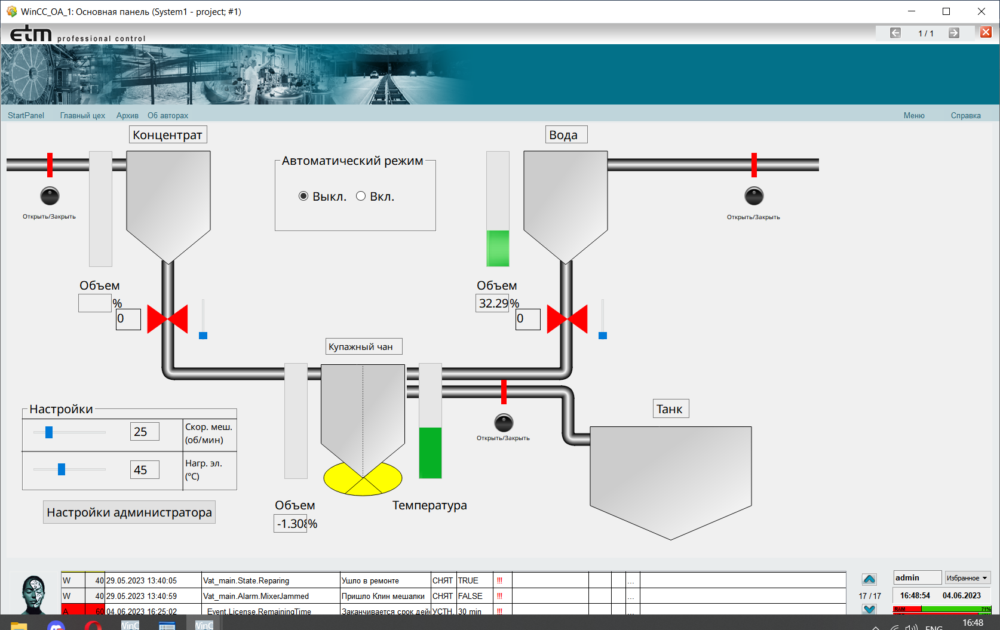 WinCC_OA_1: Основная панель (System1 - project; #1)
etm professional control
1 / 1
StartPanel Главный цех Архив Об авторах Меню Справка
Концентрат
Вода
Автоматический режим
Выкл. Вкл.
Открыть/Закрыть
Открыть/Закрыть
Объем
%
0
Объем
32.29 %
0
Купажный чан
Танк
Открыть/Закрыть
Настройки
25 Скор. меш. (об/мин)
45 Нагр. эл. (°C)
Настройки администратора
Объем
-1.308 %
Температура
W 40 29.05.2023 13:40:05 Vat_main.State.Reparing Ушло в ремонте СНЯТ TRUE !!! ...
W 40 29.05.2023 13:40:59 Vat_main.Alarm.MixerJammed Пришло Клин мешалки СНЯТ FALSE !!! ...
A 60 04.06.2023 16:25:02 _Event.License.RemainingTime Заканчивается срок дей УСТН. 30 min !!! ...
17 / 17
admin Избранное
16:48:54 04.06.2023
RAM 71%
WinC WinC
ENG 16:48